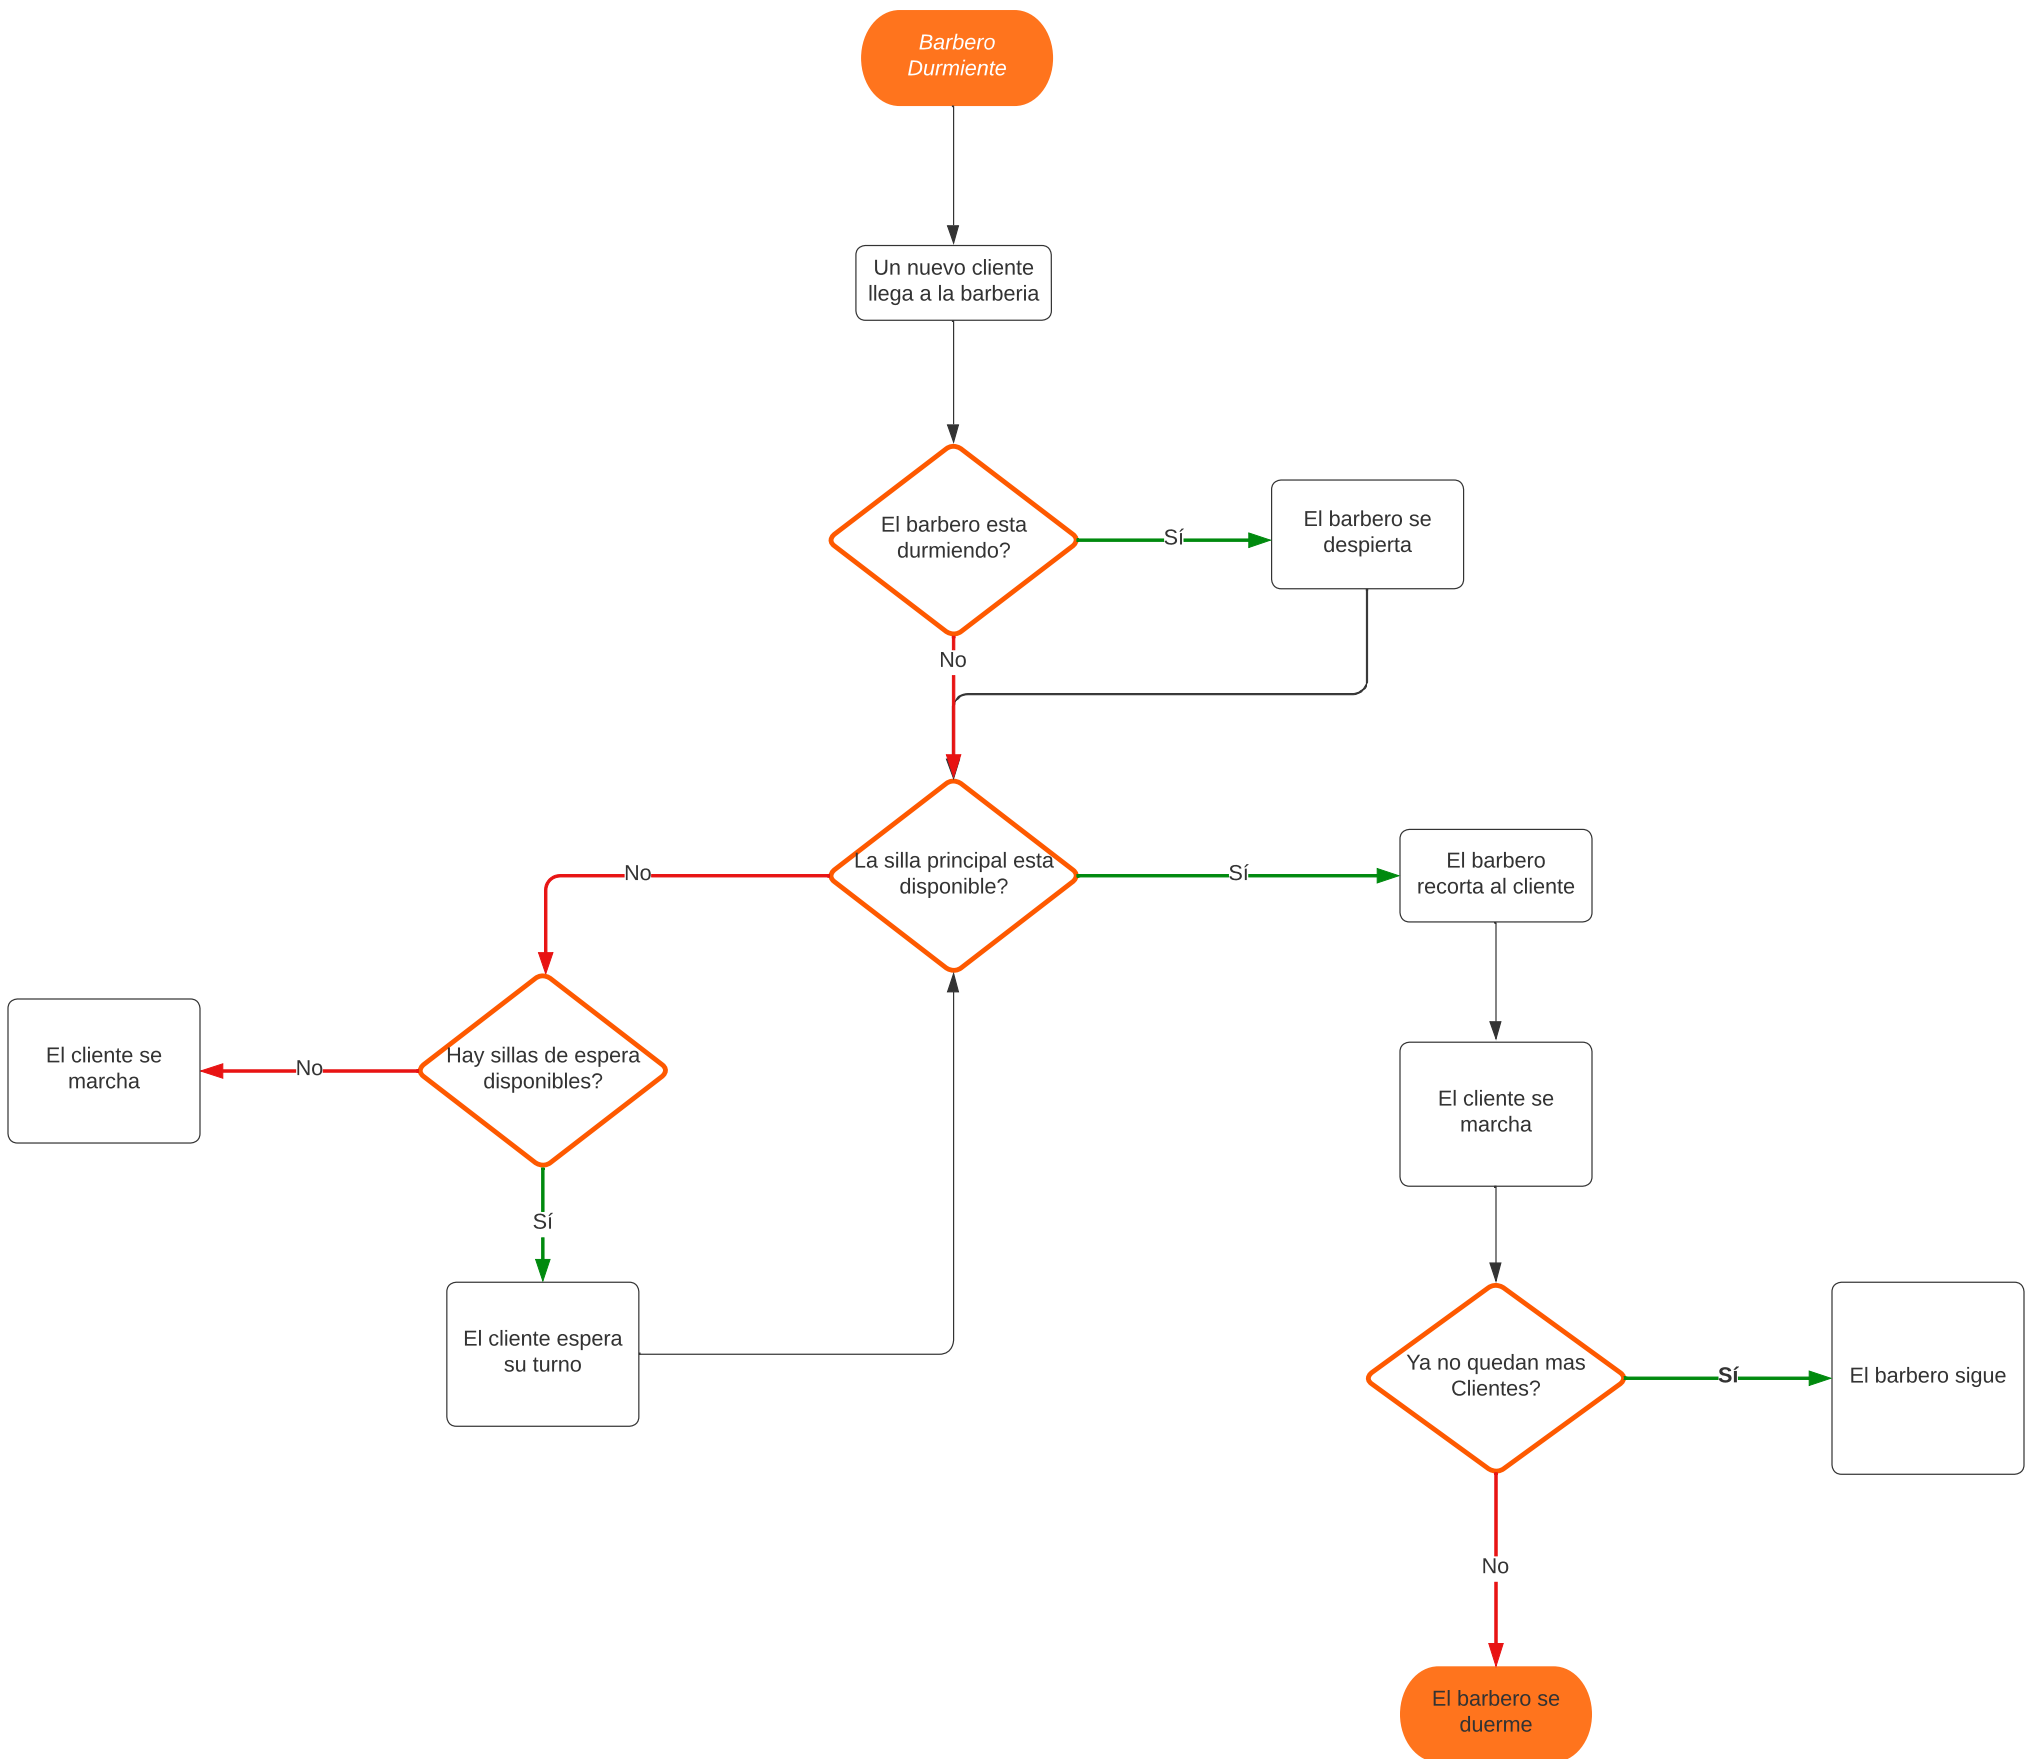 Barbero
Durmiente
Un nuevo cliente
llega a la barberia
El barbero esta
durmiendo?
Sí
El barbero se
despierta
No
La silla principal esta
disponible?
No
Sí
El barbero
recorta al cliente
Hay sillas de espera
disponibles?
No
El cliente se
marcha
Sí
El cliente espera
su turno
El cliente se
marcha
Ya no quedan mas
Clientes?
Sí
El barbero sigue
No
El barbero se
duerme